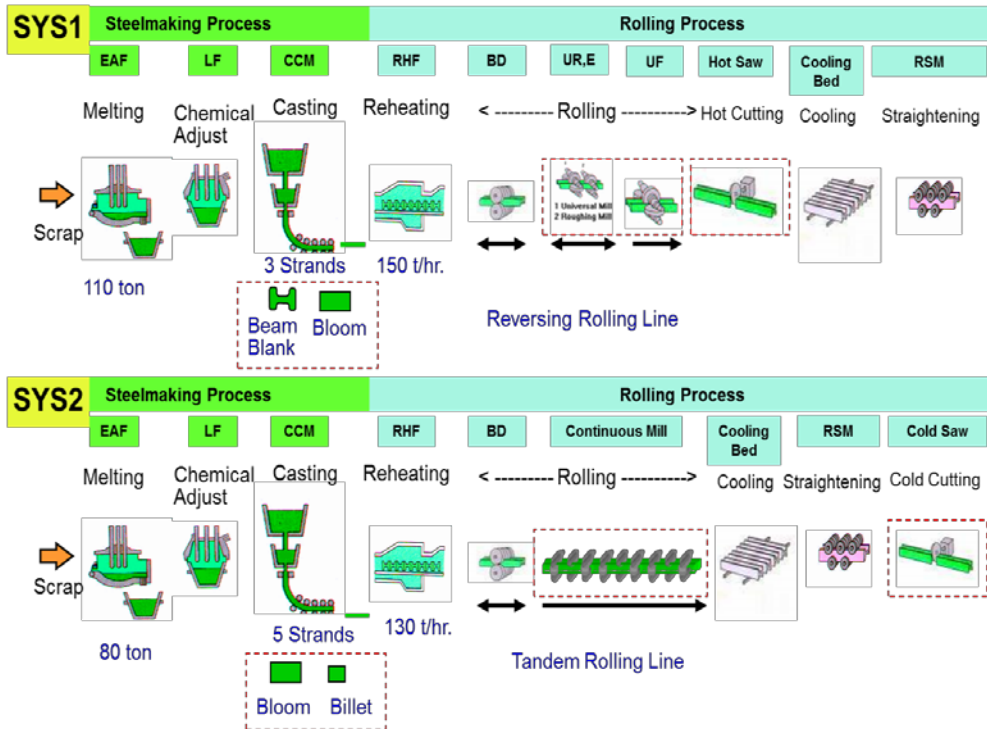 SYS1
Steelmaking Process
Rolling Process
EAF
LF
CCM
RHF
BD
UR,E
UF
Hot Saw
Cooling
Bed
RSM
Melting
Chemical
Adjust
Casting
Reheating
< -------- Rolling -------->
Hot Cutting
Cooling
Straightening
1 Universal Mill
2 Roughing Mill
Scrap
110 ton
3 Strands
150 t/hr.
Beam
Blank
Bloom
Reversing Rolling Line
SYS2
Steelmaking Process
Rolling Process
EAF
LF
CCM
RHF
BD
Continuous Mill
Cooling
Bed
RSM
Cold Saw
Melting
Chemical
Adjust
Casting
Reheating
< -------- Rolling -------->
Cooling
Straightening
Cold Cutting
Scrap
80 ton
5 Strands
130 t/hr.
Bloom
Billet
Tandem Rolling Line